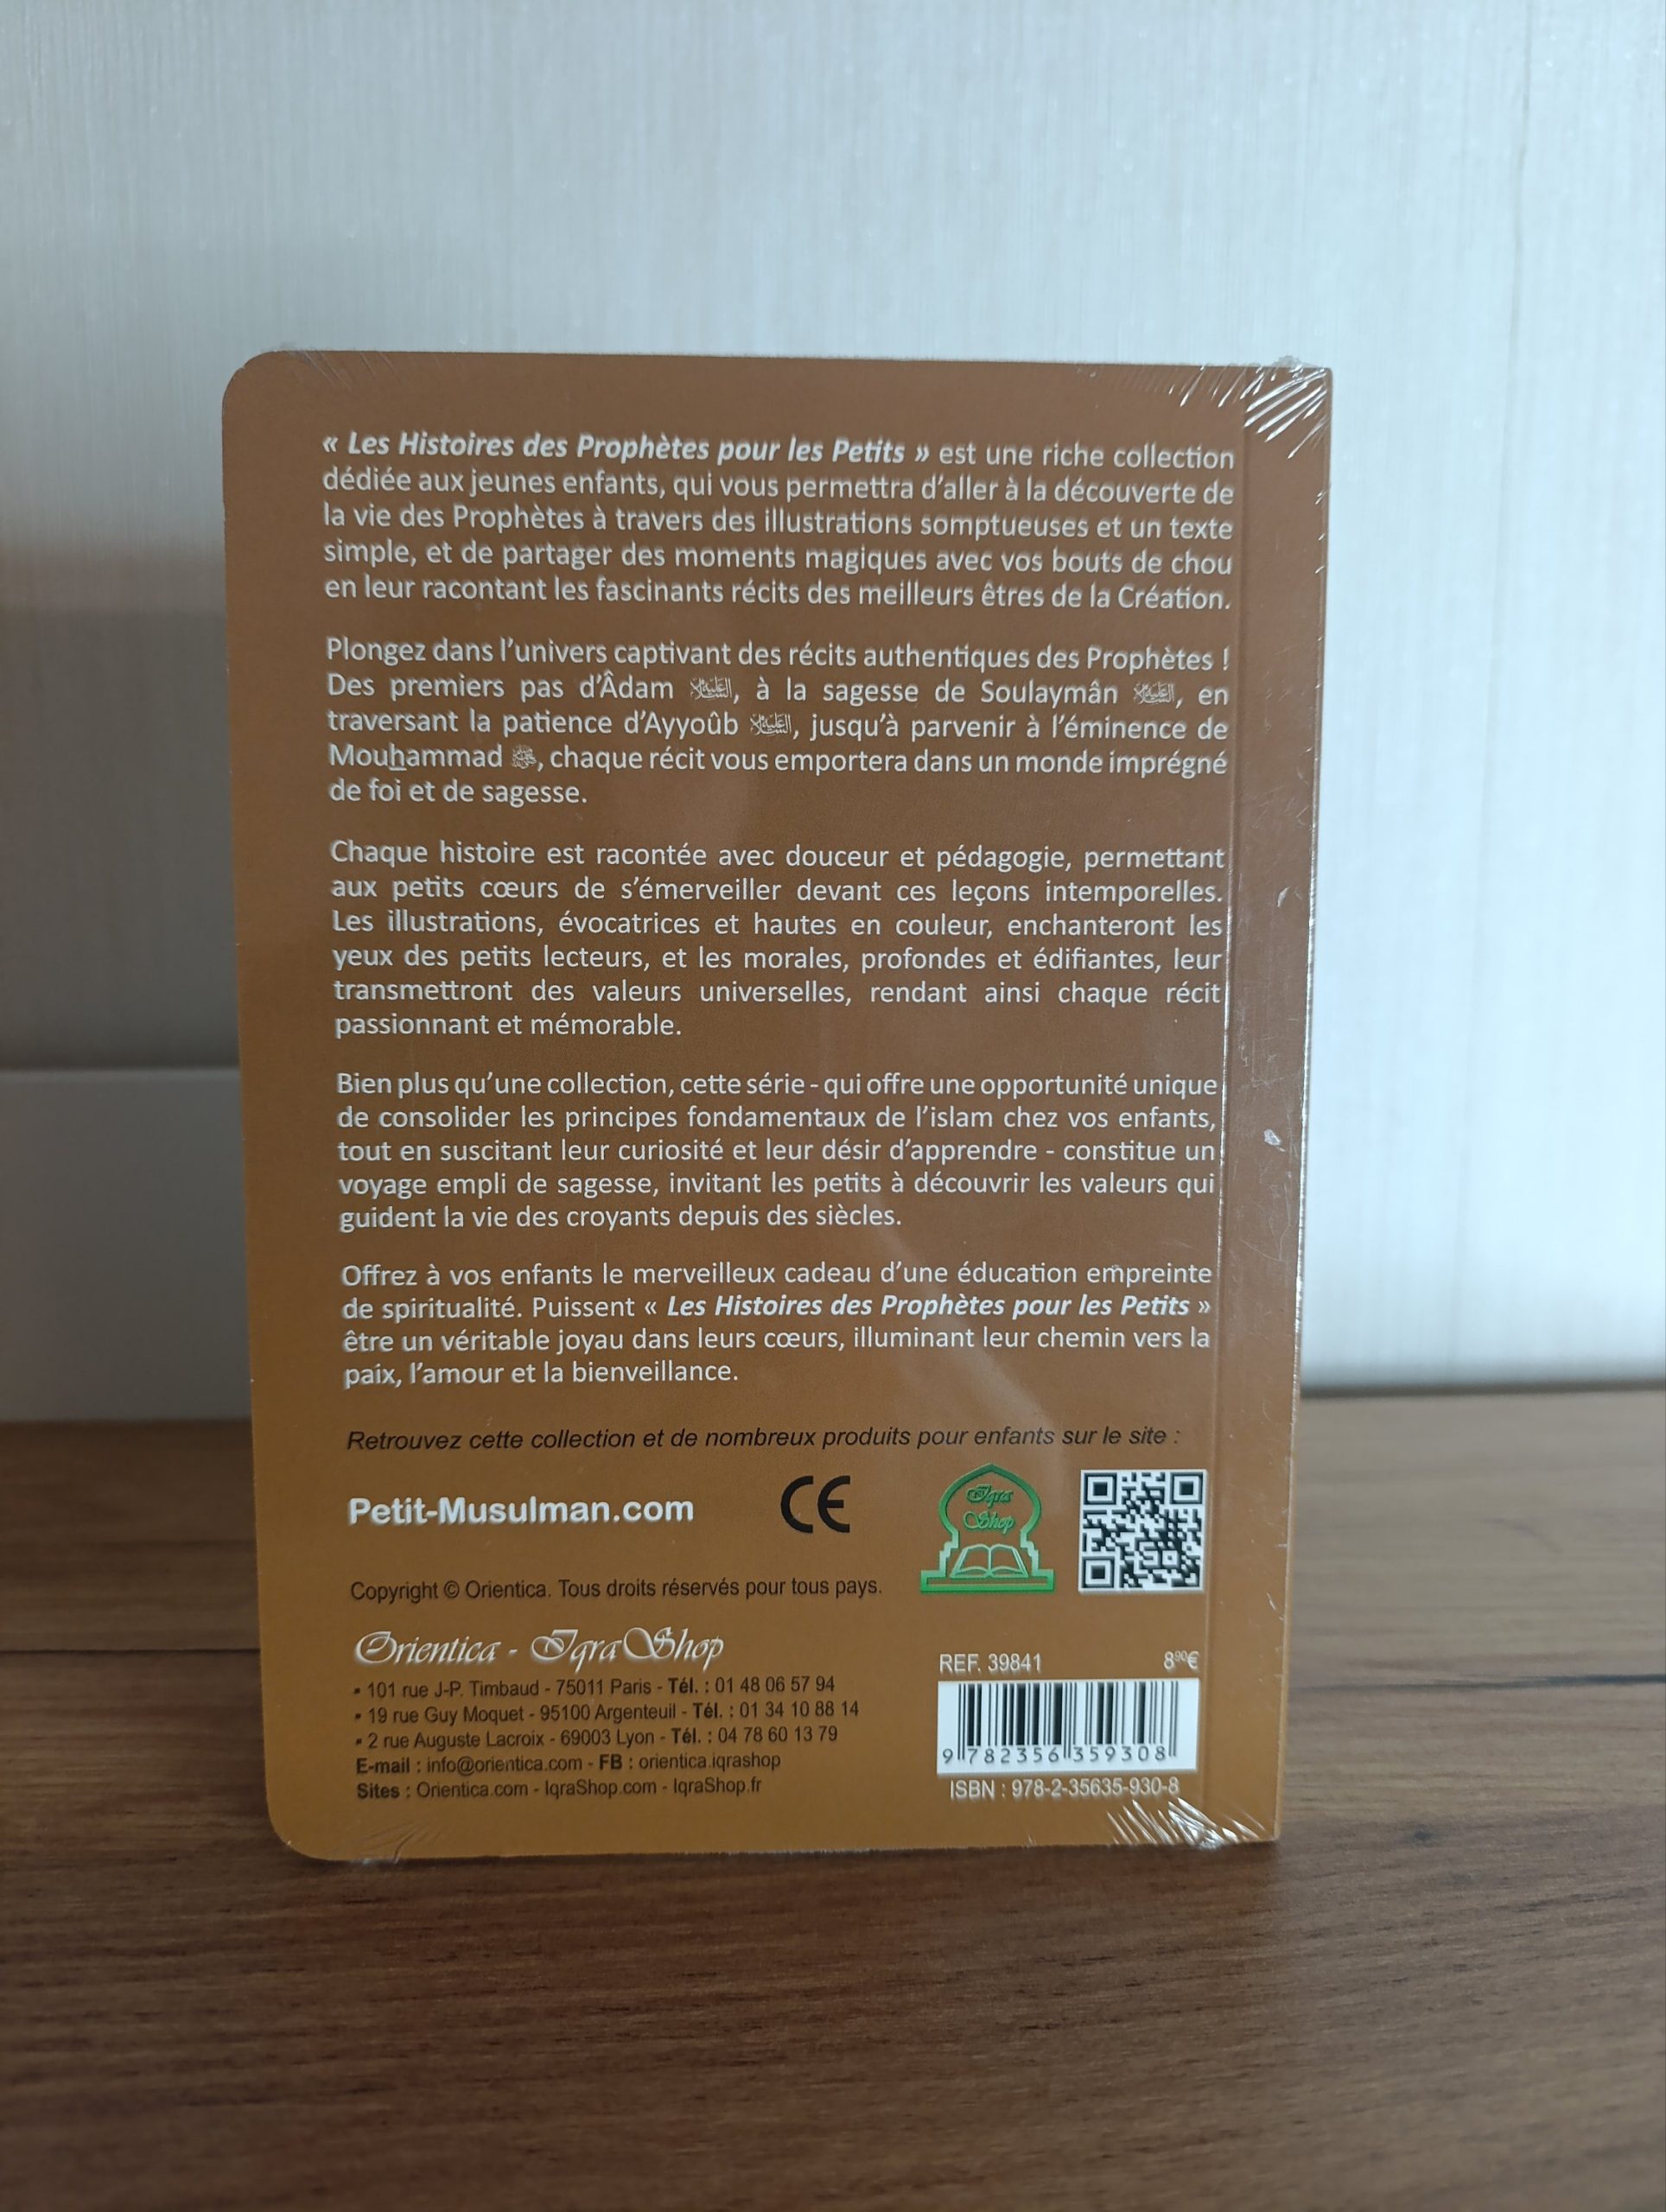 « Les Histoires des Prophètes pour les Petits » est une riche collection
dédiée aux jeunes enfants, qui vous permettra d’aller à la découverte de
la vie des Prophètes à travers des illustrations somptueuses et un texte
simple, et de partager des moments magiques avec vos bouts de chou
en leur racontant les fascinants récits des meilleurs êtres de la Création.
Plongez dans l’univers captivant des récits authentiques des Prophètes !
Des premiers pas d’Âdam عليه السلام, à la sagesse de Soulaymân عليه السلام, en
traversant la patience d’Ayyoûb عليه السلام, jusqu’à parvenir à l’éminence de
Mouhammad ﷺ, chaque récit vous emportera dans un monde imprégné
de foi et de sagesse.
Chaque histoire est racontée avec douceur et pédagogie, permettant
aux petits cœurs de s’émerveiller devant ces leçons intemporelles.
Les illustrations, évocatrices et hautes en couleur, enchanteront les
yeux des petits lecteurs, et les morales, profondes et édifiantes, leur
transmettront des valeurs universelles, rendant ainsi chaque récit
passionnant et mémorable.
Bien plus qu’une collection, cette série - qui offre une opportunité unique
de consolider les principes fondamentaux de l’islam chez vos enfants,
tout en suscitant leur curiosité et leur désir d’apprendre - constitue un
voyage empli de sagesse, invitant les petits à découvrir les valeurs qui
guident la vie des croyants depuis des siècles.
Offrez à vos enfants le merveilleux cadeau d’une éducation empreinte
de spiritualité. Puissent « Les Histoires des Prophètes pour les Petits »
être un véritable joyau dans leurs cœurs, illuminant leur chemin vers la
paix, l’amour et la bienveillance.
Retrouvez cette collection et de nombreux produits pour enfants sur le site :
Petit-Musulman.com
CE
Iqra
Shop
Copyright © Orientica. Tous droits réservés pour tous pays.
Orientica - IqraShop
• 101 rue J-P. Timbaud - 75011 Paris - Tél. : 01 48 06 57 94
• 19 rue Guy Moquet - 95100 Argenteuil - Tél. : 01 34 10 88 14
• 2 rue Auguste Lacroix - 69003 Lyon - Tél. : 04 78 60 13 79
E-mail : info@orientica.com - FB : orientica.iqrashop
Sites : Orientica.com - IqraShop.com - IqraShop.fr
REF. 39841 8⁹⁰€
9 782356 359308
ISBN : 978-2-35635-930-8